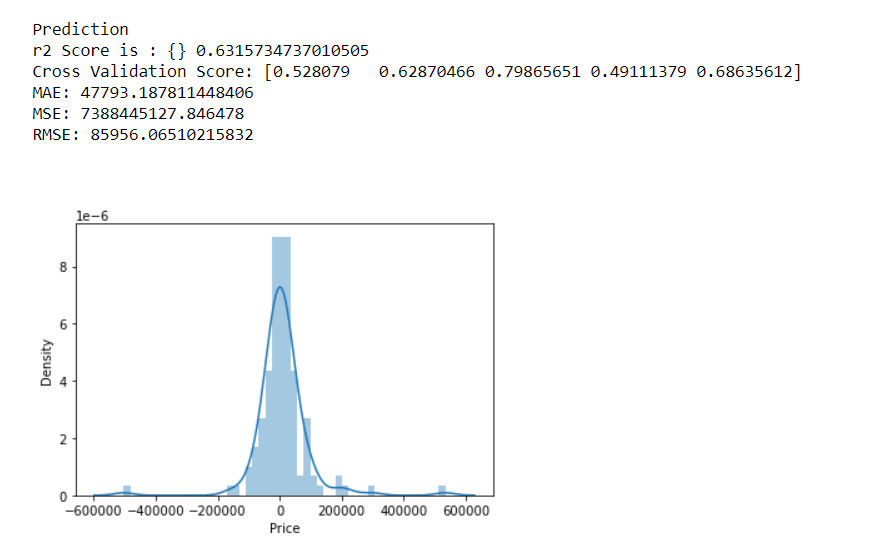 Prediction
r2 Score is : {} 0.6315734737010505
Cross Validation Score: [0.528079   0.62870466 0.79865651 0.49111379 0.68635612]
MAE: 47793.187811448406
MSE: 7388445127.846478
RMSE: 85956.06510215832
1e−6
8
6
4
2
0
Density
−600000 −400000 −200000 0 200000 400000 600000
Price